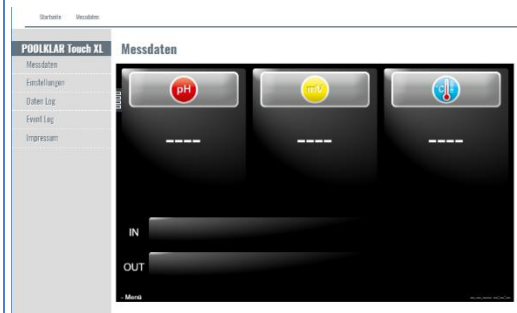 Startseite Messdaten
POOLKLAR Touch XL
Messdaten
Einstellungen
Daten Log
Event Log
Impressum
Messdaten
pH mV C°
---- ---- ----
IN
OUT
- Menü